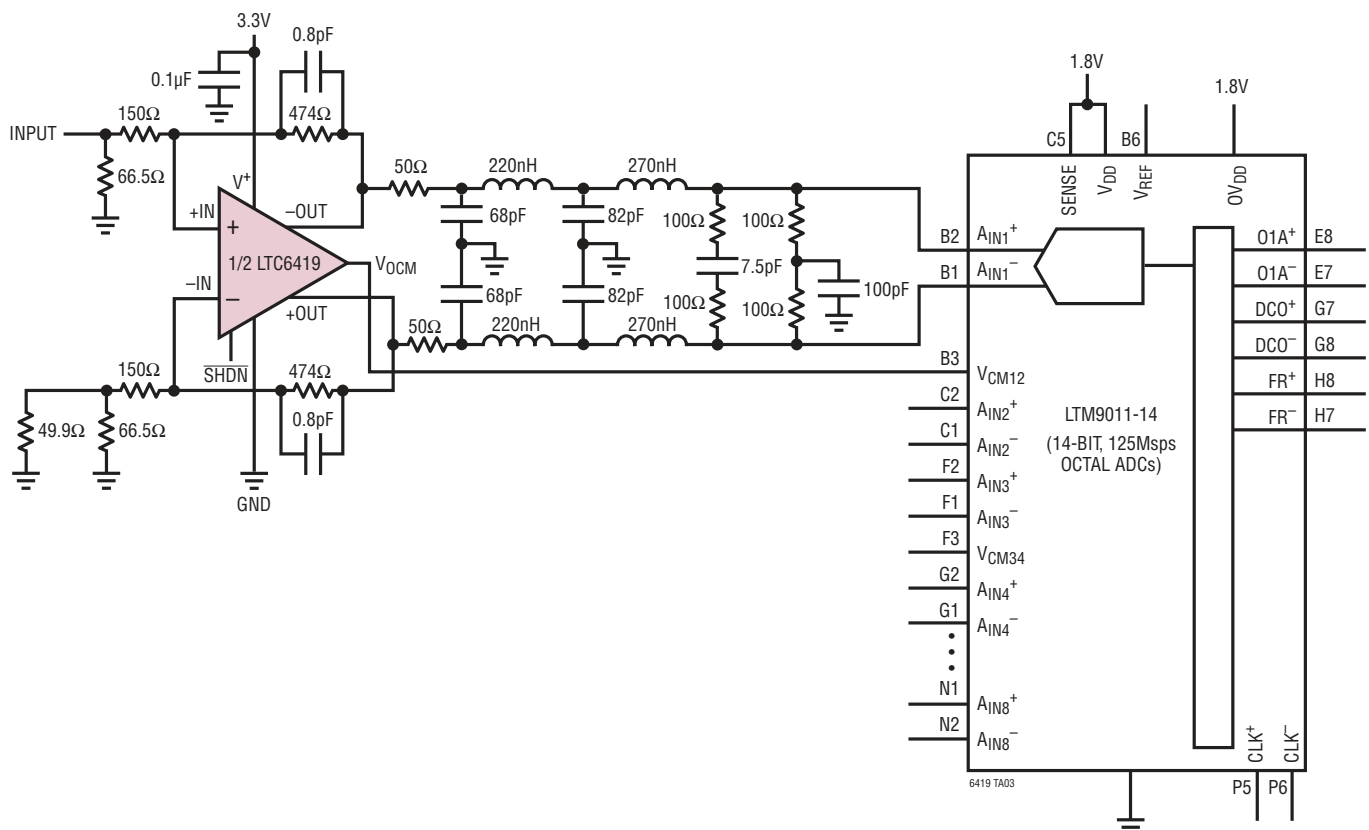 3.3V
0.8pF
0.1µF
150Ω
474Ω
INPUT
66.5Ω
V+
+IN
–OUT
+
1/2 LTC6419
VOCM
–IN
–
+OUT
SHDN
150Ω
474Ω
0.8pF
49.9Ω
66.5Ω
GND
50Ω
220nH
270nH
68pF
82pF
100Ω
100Ω
7.5pF
68pF
82pF
100Ω
100Ω
100pF
50Ω
220nH
270nH
1.8V
1.8V
C5
B6
SENSE
VDD
VREF
OVDD
B2
AIN1+
B1
AIN1–
B3
VCM12
C2
AIN2+
C1
AIN2–
F2
AIN3+
F1
AIN3–
F3
VCM34
G2
AIN4+
G1
AIN4–
N1
AIN8+
N2
AIN8–
LTM9011-14
(14-BIT, 125Msps
OCTAL ADCs)
O1A+ E8
O1A– E7
DCO+ G7
DCO– G8
FR+ H8
FR– H7
CLK+
CLK–
P5 P6
6419 TA03